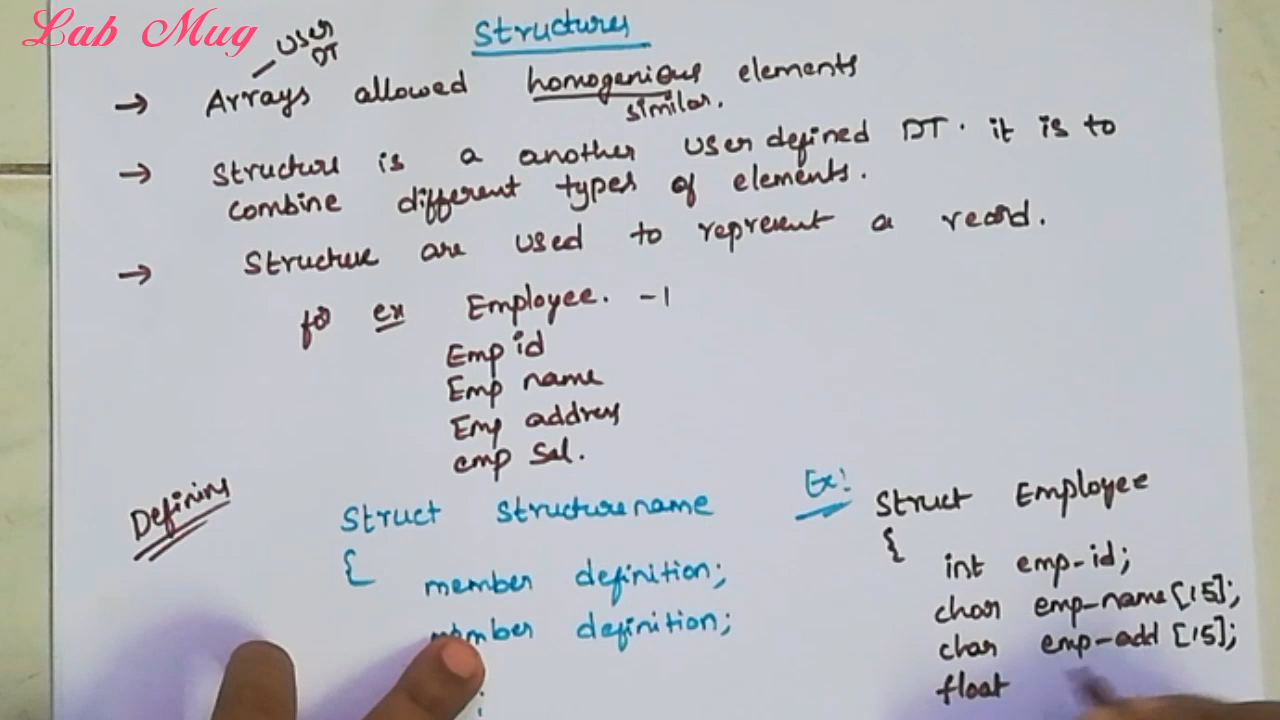 Lab Mug
Structures
User
DT
→ Arrays allowed homogenious elements
similar.
→ Structure is a another user defined DT. it is to
combine different types of elements.
→ Structure are used to represent a record.
for ex Employee. -1
Emp id
Emp name
Emp address
emp sal.
Defining
Struct Structurename
{
member definition;
member definition;
Ex:
Struct Employee
{
int emp-id;
char emp-name[15];
char emp-add [15];
float